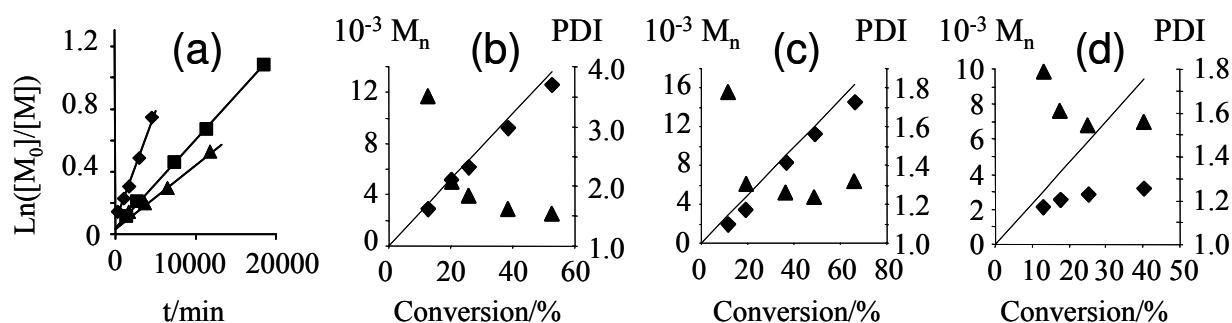 (a)
Ln([M₀]/[M])
1.2
0.8
0.4
0
0 10000 20000
t/min
10⁻³ Mₙ (b) PDI
12
8
4
0
4.0
3.0
2.0
1.0
0 20 40 60
Conversion/%
10⁻³ Mₙ (c) PDI
16
12
8
4
0
1.8
1.6
1.4
1.2
1.0
0 20 40 60 80
Conversion/%
10⁻³ Mₙ (d) PDI
10
8
6
4
2
0
1.8
1.6
1.4
1.2
1.0
0 10 20 30 40 50
Conversion/%